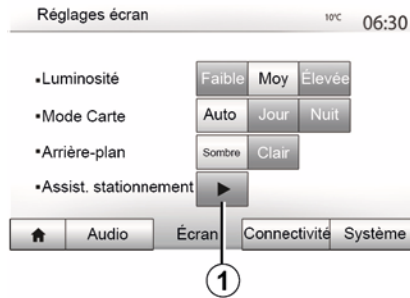 Réglages écran 10°C 06:30
▪Luminosité Faible Moy Élevée
▪Mode Carte Auto Jour Nuit
▪Arrière-plan Sombre Clair
▪Assist. stationnement
Audio Écran Connectivité Système
1